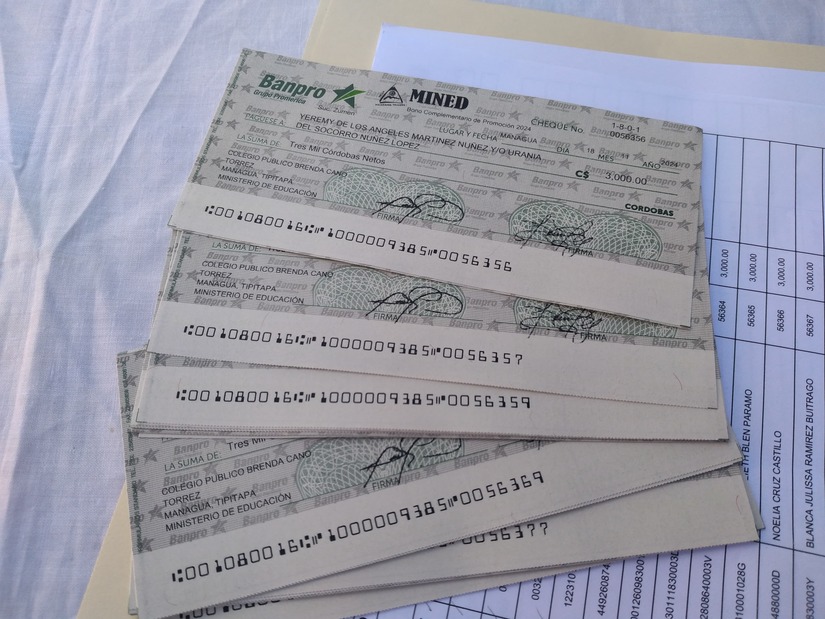 Banpro
Grupo Promerica
Suc. Zumen
MINED
Bono Complementario de Promoción 2024
CHEQUE No. 1-8-0-1
0056356
LUGAR Y FECHA MANAGUA DIA 18 MES 11 AÑO 2024
PAGUESE A: YEREMY DE LOS ANGELES MARTINEZ NUÑEZ Y/O URANIA
DEL SOCORRO NUÑEZ LOPEZ
C$ 3,000.00
LA SUMA DE: Tres Mil Córdobas Netos
CORDOBAS
COLEGIO PUBLICO BRENDA CANO
TORREZ
MANAGUA, TIPITAPA
MINISTERIO DE EDUCACIÓN
FIRMA
⑆001080016⑆ 1000009385 0056356
LA SUMA DE:
COLEGIO PUBLICO BRENDA CANO
TORREZ
MANAGUA, TIPITAPA
MINISTERIO DE EDUCACIÓN
FIRMA
FIRMA
⑆001080016⑆ 1000009385 0056357
⑆001080016⑆ 1000009385 0056359
LA SUMA DE: Tres Mil
COLEGIO PUBLICO BRENDA CANO
TORREZ
MANAGUA, TIPITAPA
MINISTERIO DE EDUCACIÓN
FIRMA
⑆001080016⑆ 1000009385 0056369
0056377
56364 3,000.00
56365 3,000.00
NOELIA CRUZ CASTILLO 56366 3,000.00
BLANCA JULISSA RAMIREZ BUITRAGO 56367 3,000.00
BLEN PARAMO